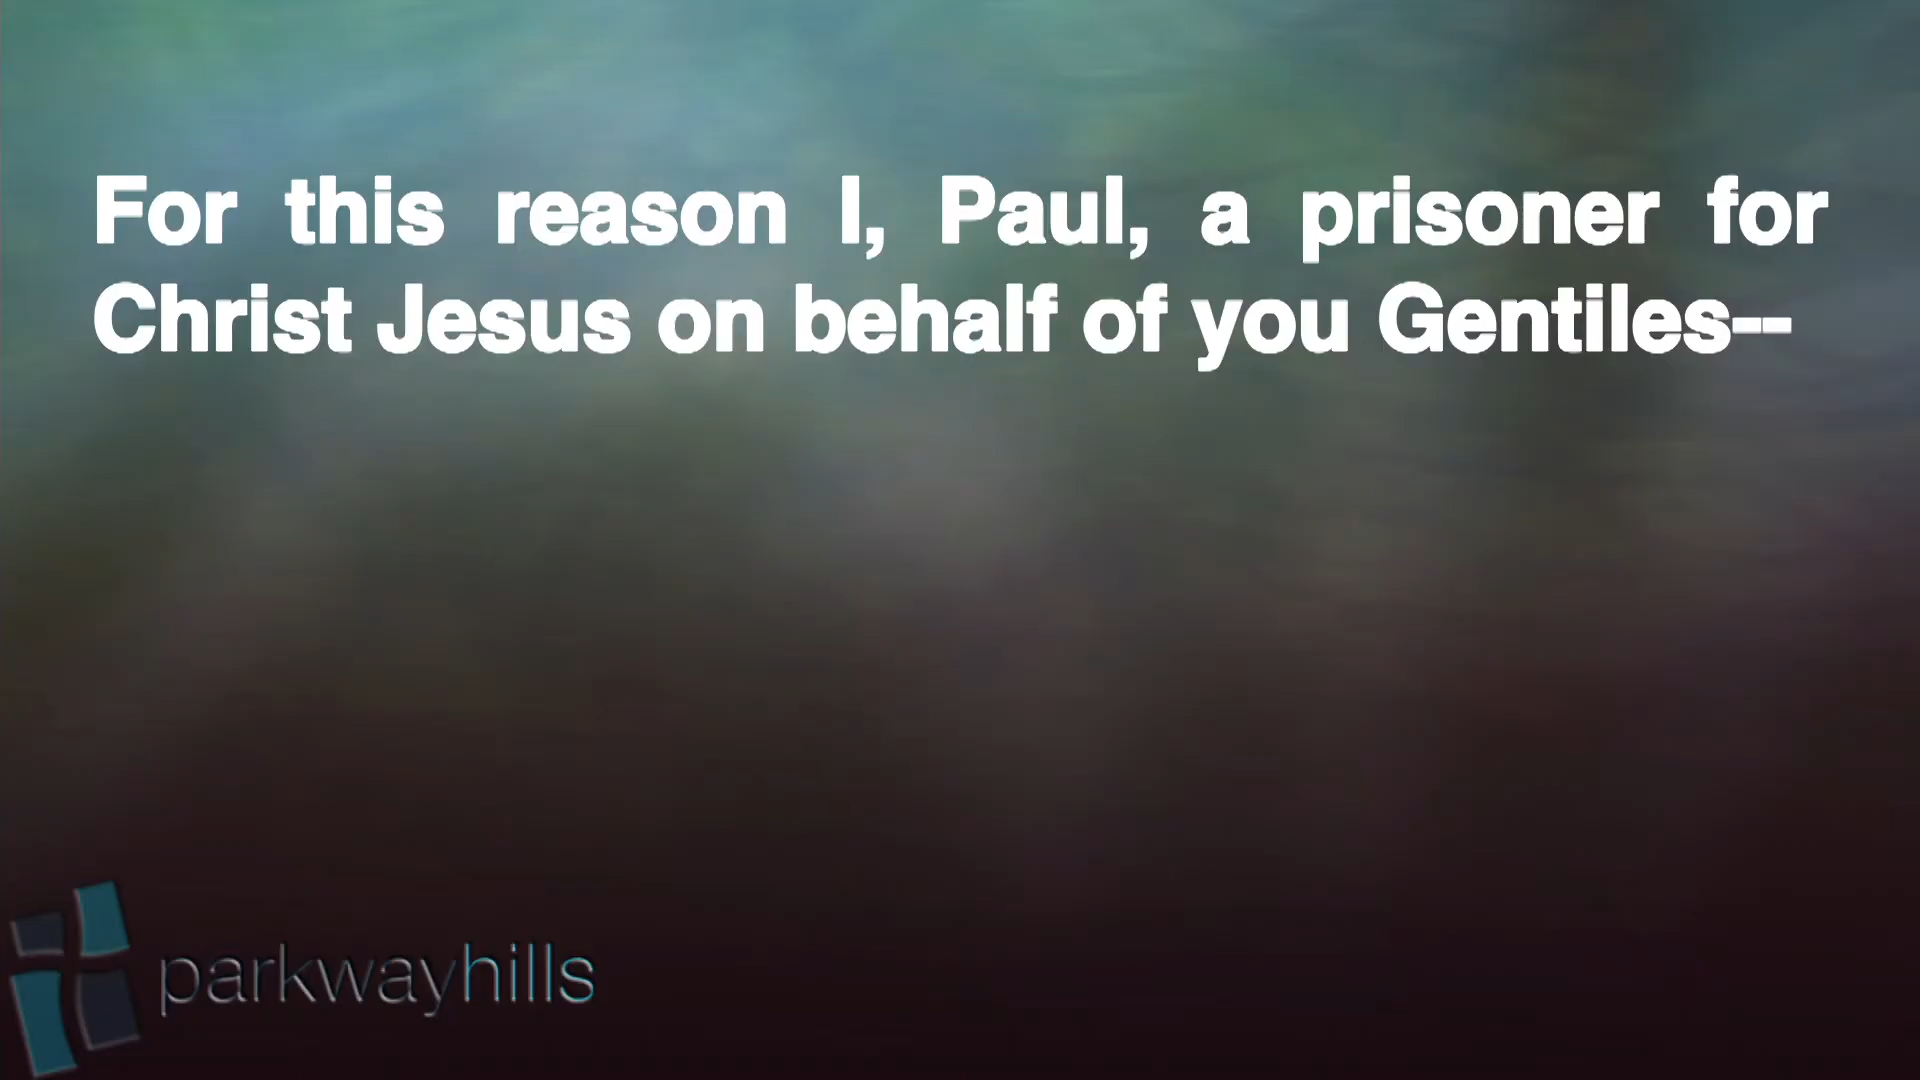 For this reason I, Paul, a prisoner for
Christ Jesus on behalf of you Gentiles--
parkwayhills